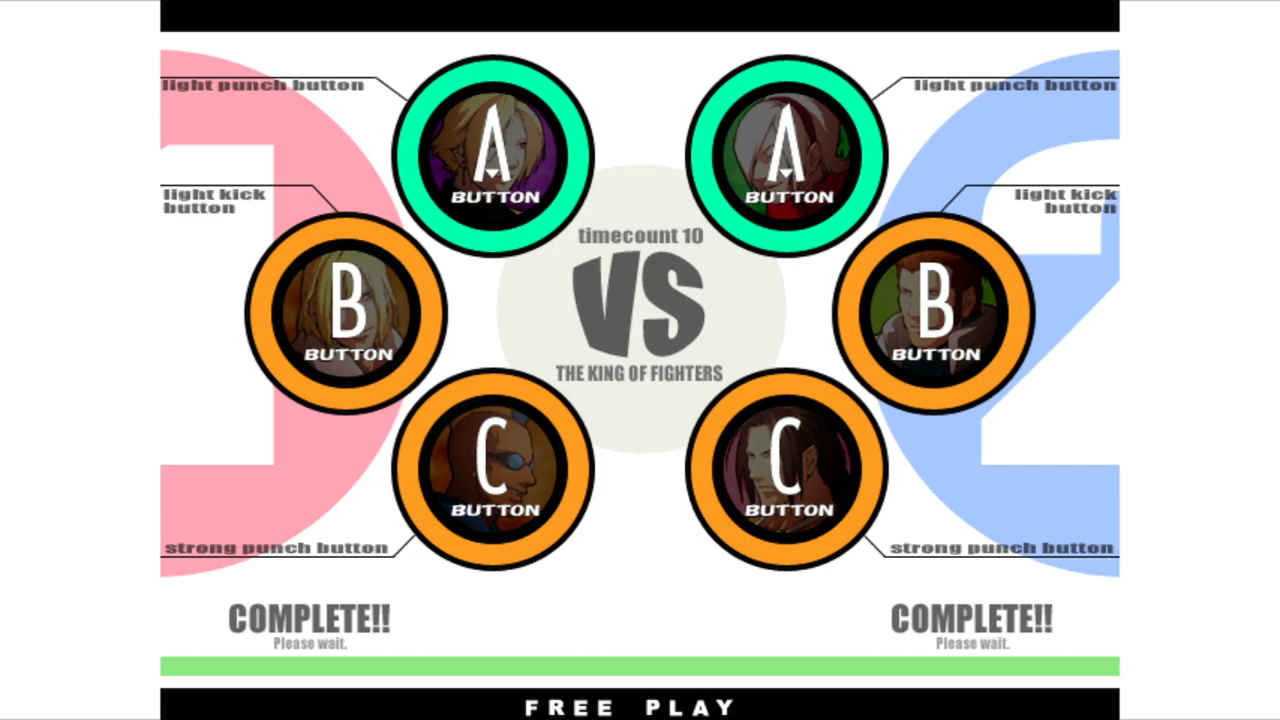 light punch button
A
BUTTON
A
BUTTON
light punch button
light kick
button
B
BUTTON
timecount 10
VS
THE KING OF FIGHTERS
light kick
button
B
BUTTON
C
BUTTON
C
BUTTON
strong punch button
strong punch button
1
2
COMPLETE!!
Please wait.
COMPLETE!!
Please wait.
FREE PLAY